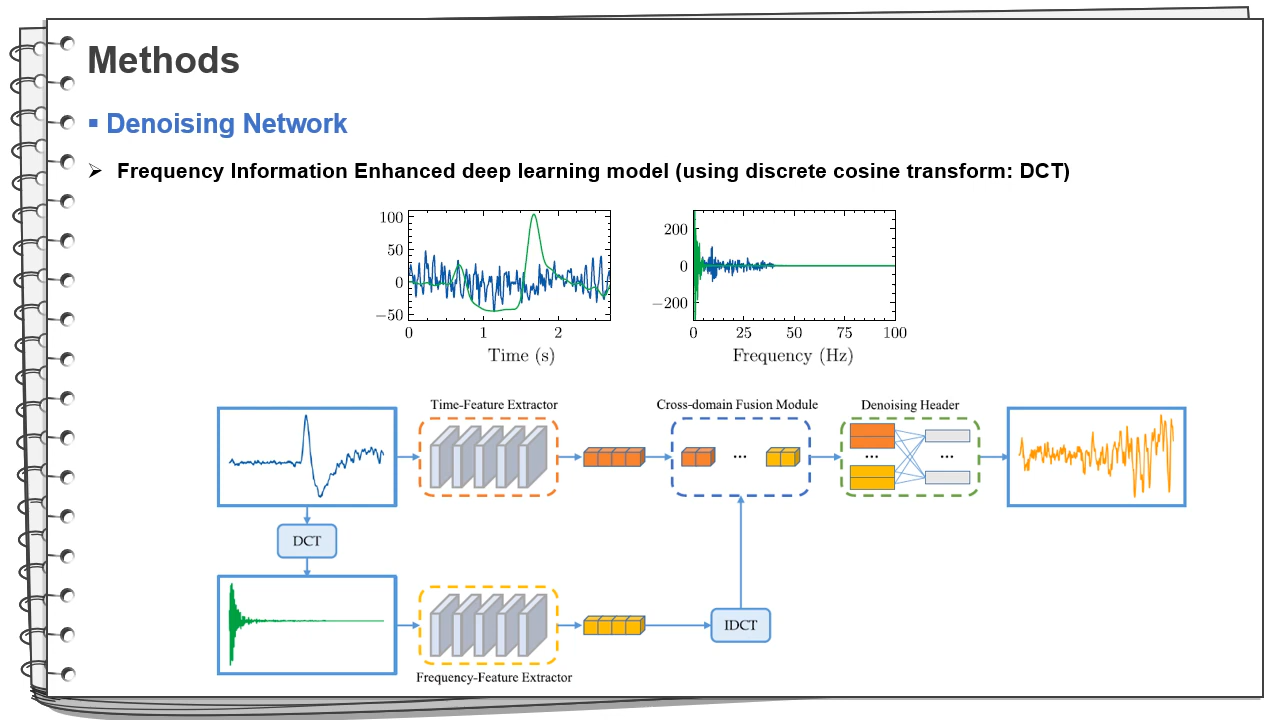 Methods
▪ Denoising Network
➢ Frequency Information Enhanced deep learning model (using discrete cosine transform: DCT)
100
50
0
−50
0 1 2
Time (s)
200
0
−200
0 25 50 75 100
Frequency (Hz)
Time-Feature Extractor
Cross-domain Fusion Module
Denoising Header
...
...
...
DCT
IDCT
Frequency-Feature Extractor